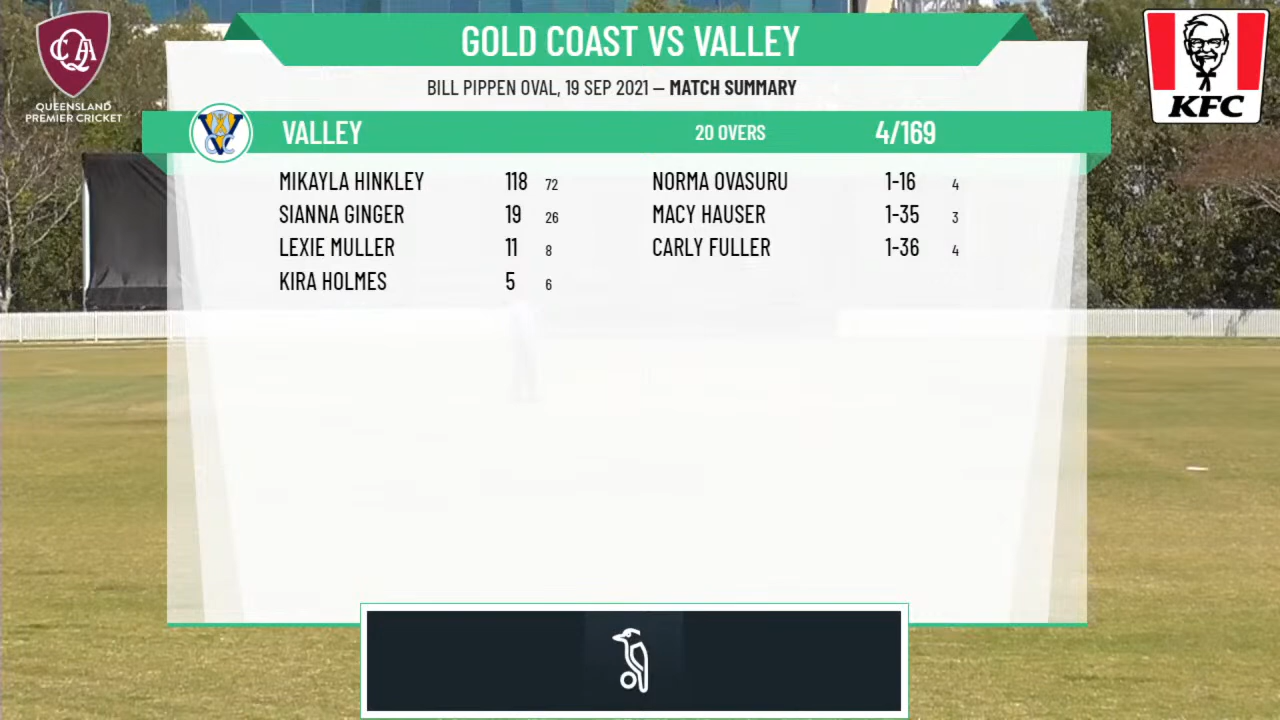 GOLD COAST VS VALLEY
BILL PIPPEN OVAL, 19 SEP 2021 – MATCH SUMMARY
QUEENSLAND
PREMIER CRICKET
KFC
VALLEY 20 OVERS 4/169
MIKAYLA HINKLEY 118 72 NORMA OVASURU 1-16 4
SIANNA GINGER 19 26 MACY HAUSER 1-35 3
LEXIE MULLER 11 8 CARLY FULLER 1-36 4
KIRA HOLMES 5 6